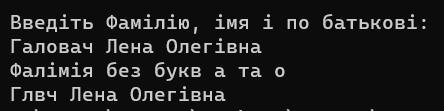 Введіть Фамілію, імя і по батькові:
Галовач Лена Олегівна
Фалімія без букв а та о
Глвч Лена Олегівна